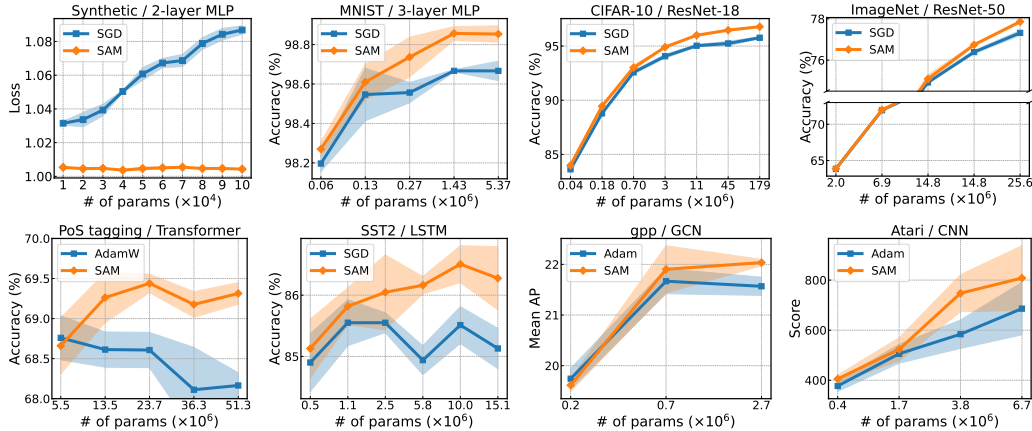 Synthetic / 2-layer MLP
Loss
1.08
1.06
1.04
1.02
1.00
SGD
SAM
1 2 3 4 5 6 7 8 9 10
# of params (×10⁴)
MNIST / 3-layer MLP
Accuracy (%)
98.8
98.6
98.4
98.2
SGD
SAM
0.06 0.13 0.27 1.43 5.37
# of params (×10⁶)
CIFAR-10 / ResNet-18
Accuracy (%)
95
90
85
SGD
SAM
0.04 0.18 0.70 3 11 45 179
# of params (×10⁶)
ImageNet / ResNet-50
Accuracy (%)
78
76
70
65
SGD
SAM
2.0 6.9 14.8 14.8 25.6
# of params (×10⁶)
PoS tagging / Transformer
Accuracy (%)
70.0
69.5
69.0
68.5
68.0
AdamW
SAM
5.5 13.5 23.7 36.3 51.3
# of params (×10⁶)
SST2 / LSTM
Accuracy (%)
86
85
SGD
SAM
0.5 1.1 2.5 5.8 10.0 15.1
# of params (×10⁶)
gpp / GCN
Mean AP
22
21
20
Adam
SAM
0.2 0.7 2.7
# of params (×10⁶)
Atari / CNN
Score
800
600
400
Adam
SAM
0.4 1.7 3.8 6.7
# of params (×10⁶)